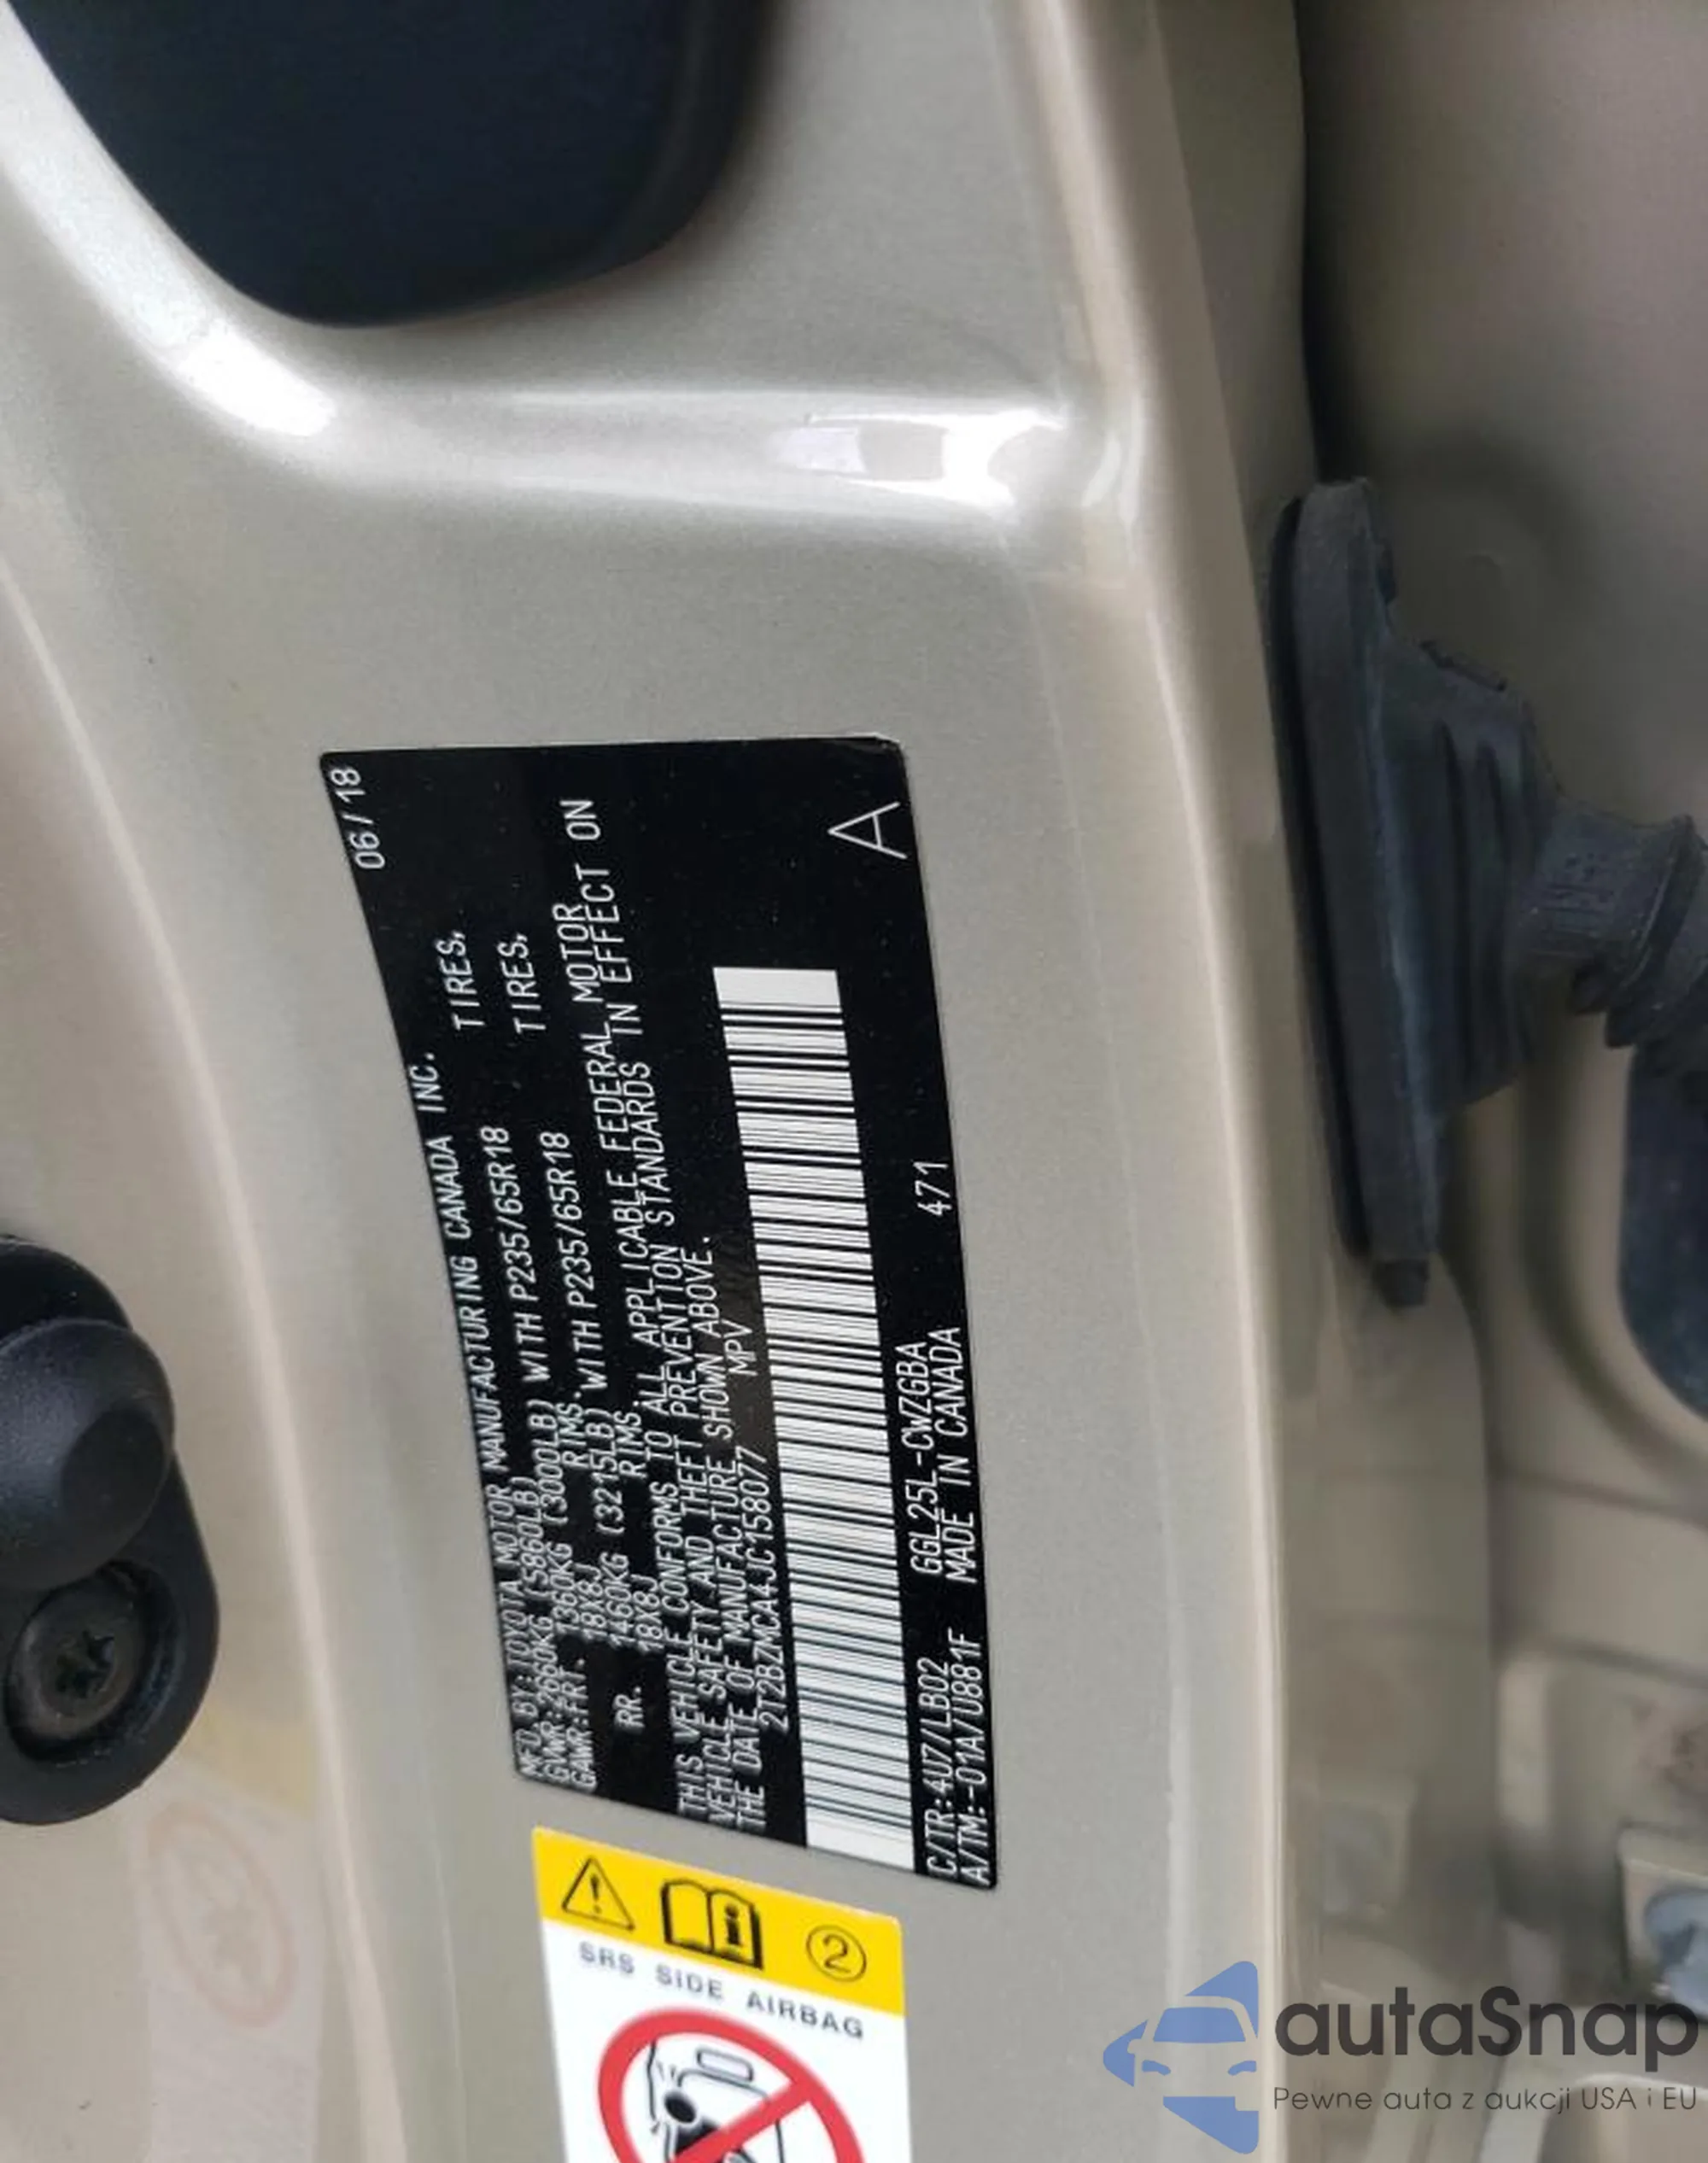 06/18
MFD. BY: TOYOTA MOTOR MANUFACTURING CANADA INC.
GVWR:2660KG (5860LB)
GAWR:FRT. 1360KG (3000LB) WITH P235/65R18 TIRES,
18X8J RIMS.
RR. 1460KG (3215LB) WITH P235/65R18 TIRES,
18X8J RIMS.
THIS VEHICLE CONFORMS TO ALL APPLICABLE FEDERAL MOTOR
VEHICLE SAFETY AND THEFT PREVENTION STANDARDS IN EFFECT ON
THE DATE OF MANUFACTURE SHOWN ABOVE.
2T2BZMCA4JC158077 MPV
A
C/TR:4U7/LB02 GGL25L-CWZGBA 471
A/TM:-01A/U881F MADE IN CANADA
2
SRS SIDE AIRBAG
autaSnap
Pewne auta z aukcji USA i EU